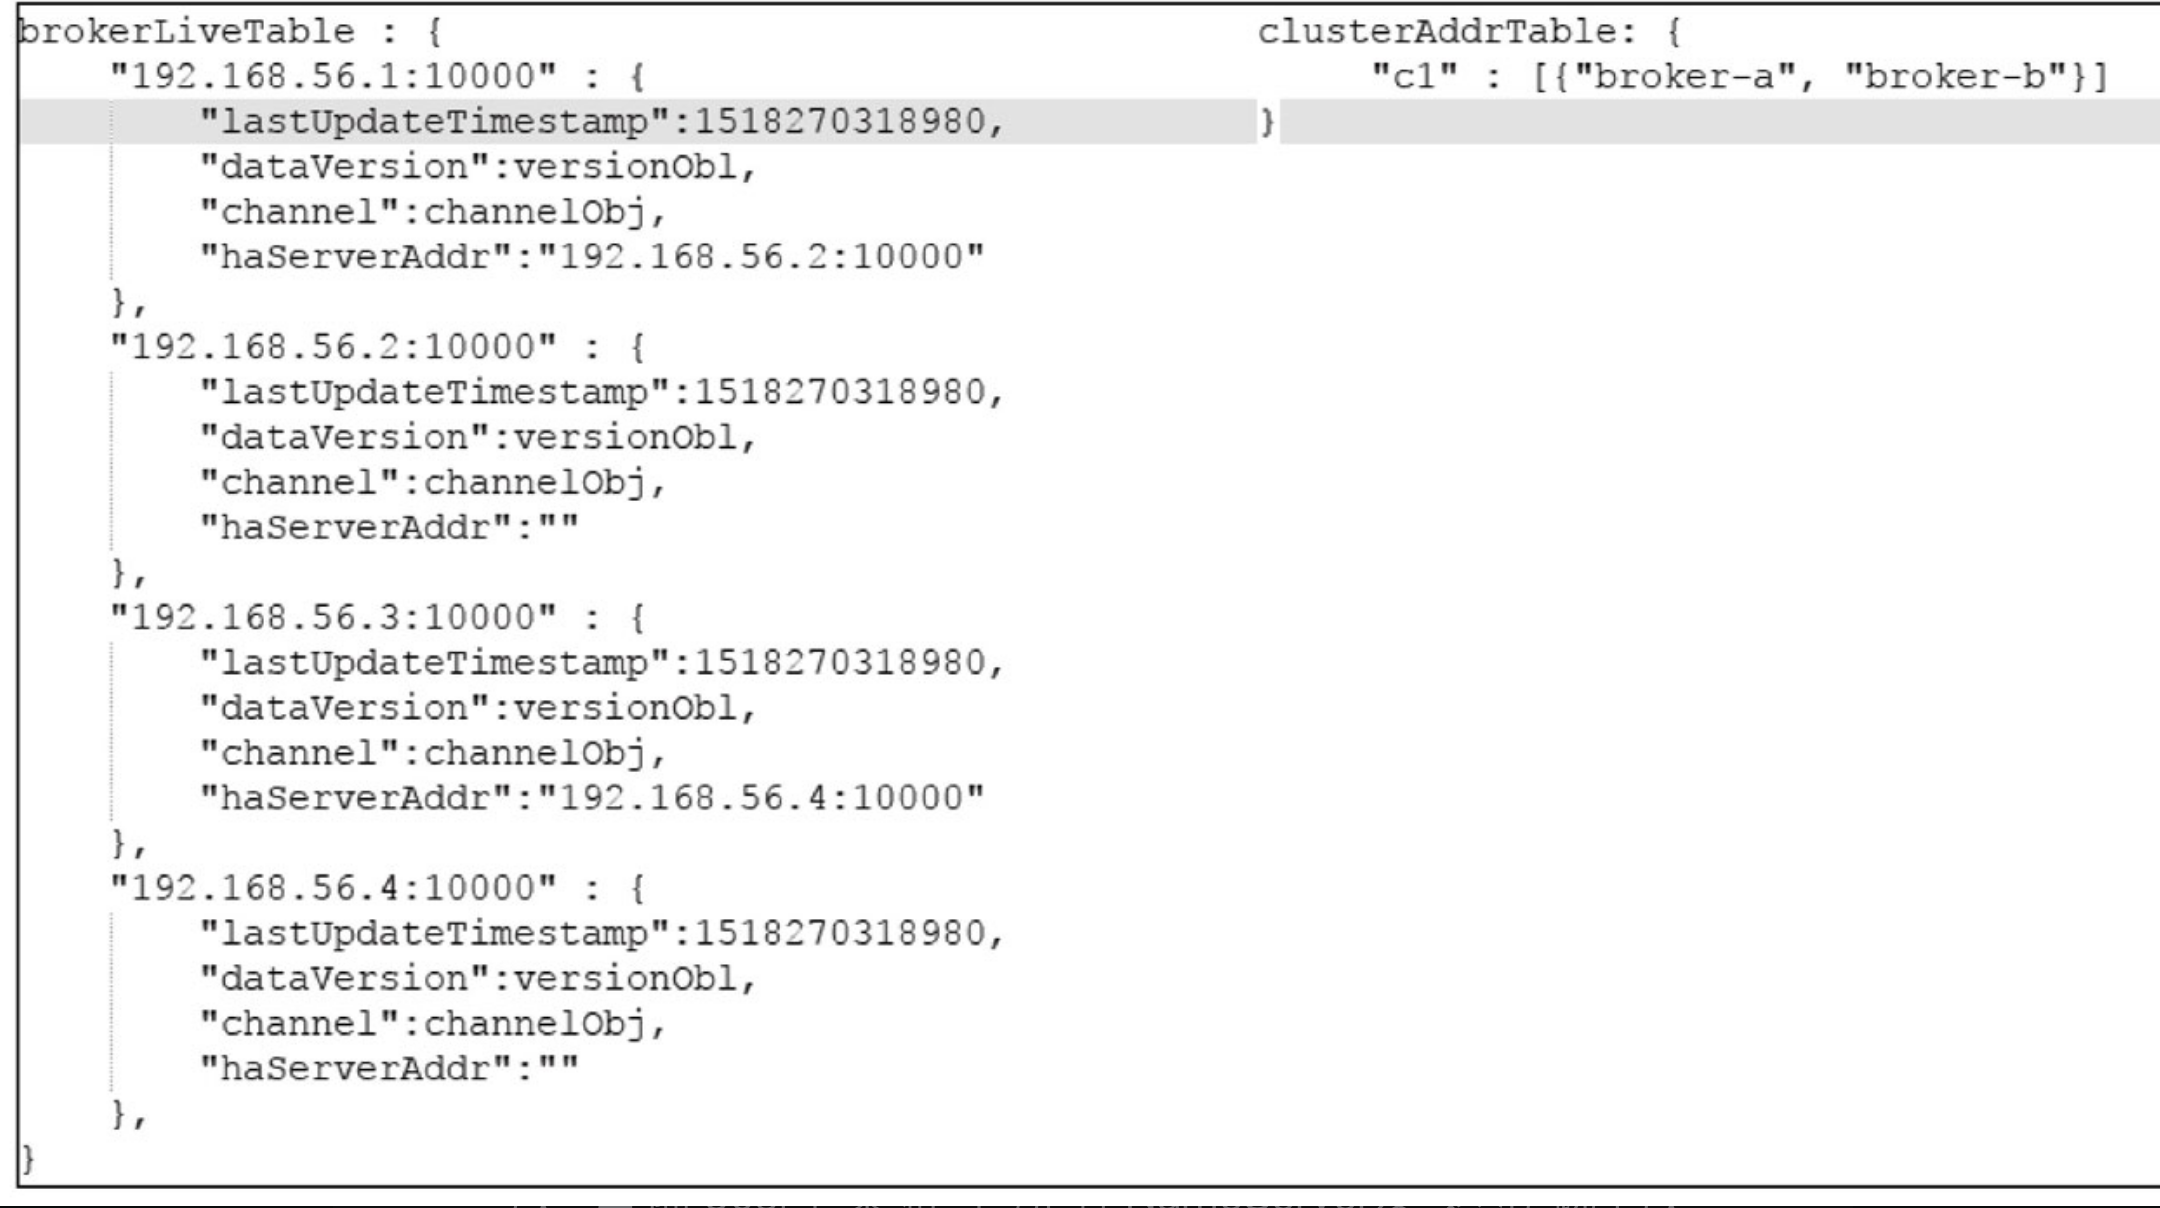 brokerLiveTable : {
"192.168.56.1:10000" : {
"lastUpdateTimestamp":1518270318980,
"dataVersion":versionObl,
"channel":channelObj,
"haServerAddr":"192.168.56.2:10000"
},
"192.168.56.2:10000" : {
"lastUpdateTimestamp":1518270318980,
"dataVersion":versionObl,
"channel":channelObj,
"haServerAddr":""
},
"192.168.56.3:10000" : {
"lastUpdateTimestamp":1518270318980,
"dataVersion":versionObl,
"channel":channelObj,
"haServerAddr":"192.168.56.4:10000"
},
"192.168.56.4:10000" : {
"lastUpdateTimestamp":1518270318980,
"dataVersion":versionObl,
"channel":channelObj,
"haServerAddr":""
},
}
clusterAddrTable: {
"c1" : [{"broker-a", "broker-b"}]
}